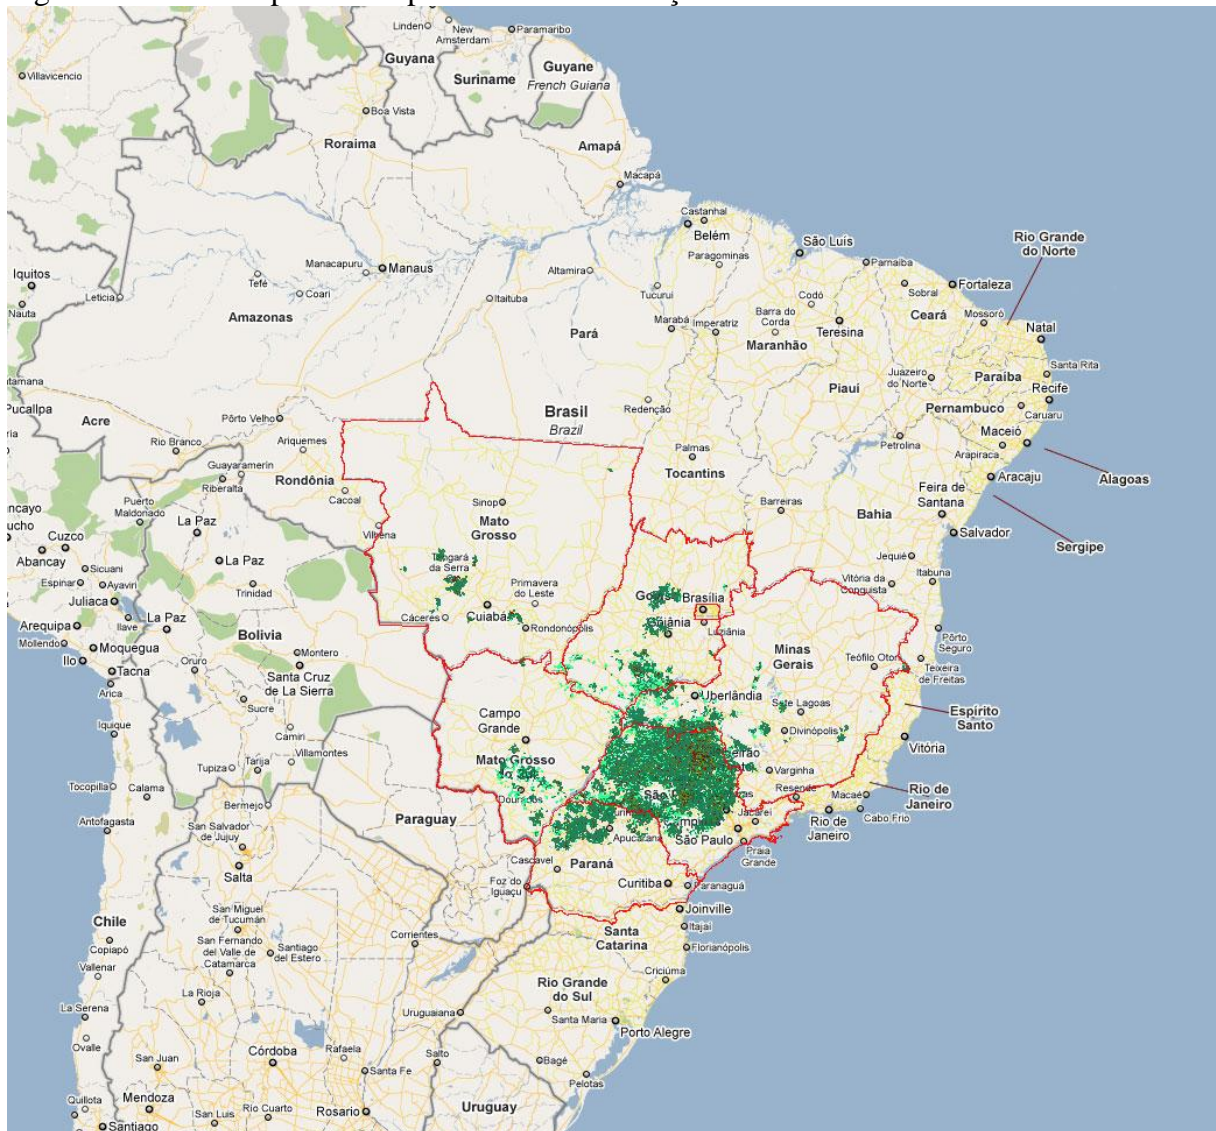 Linden
New
Amsterdam
Paramaribo
Guyana
Suriname
Guyane
French Guiana
Villavicencio
Boa Vista
Roraima
Amapá
Macapá
Castanhal
Belém
São Luís
Rio Grande
do Norte
Paragominas
Parnaiba
Iquitos
Manacapuru
Manaus
Altamira
Tefé
Coari
Leticia
Nauta
Itaituba
Tucuruí
Codó
Sobral
Fortaleza
Amazonas
Pará
Marabá
Imperatriz
Barra do
Corda
Teresina
Ceará
Mossoró
Natal
Maranhão
Juazeiro
do Norte
Santa Rita
Paraíba
Piauí
Recife
Pucallpa
Acre
Pôrto Velho
Brasil
Brazil
Redenção
Pernambuco
Caruaru
Maceió
Rio Branco
Ariquemes
Palmas
Petrolina
Arapiraca
Guayaramerin
Riberalta
Rondônia
Cacoal
Tocantins
Aracaju
Alagoas
Puerto
Maldonado
Sinop
Barreiras
Feira de
Santana
La Paz
Vilhena
Mato
Grosso
Bahia
Salvador
Cuzco
Abancay
La Paz
Sergipe
Sicuani
Espinar
Ayaviri
Trinidad
da Serra
Primavera
do Leste
Jequié
Itabuna
Vitória da
Conquista
Juliaca
Brasília
Arequipa
Ilave
La Paz
Bolivia
Cáceres
Cuiabá
Rondonópolis
Goiânia
Luziânia
Pôrto
Seguro
Mollendo
Moquegua
Ilo
Tacna
Oruro
Montero
Santa Cruz
de La Sierra
Minas
Gerais
Teófilo Otoni
Teixeira
de Freitas
Arica
Sucre
Uberlândia
Sete Lagoas
Espírito
Santo
Iquique
Camiri
Campo
Grande
Divinópolis
Vitória
Tupiza
Tarija
Villamontes
Mato Grosso
Varginha
Tocopilla
Calama
Dourados
Resende
Macaé
Rio de
Janeiro
Bermejo
Paraguay
Jacareí
Rio de
Janeiro
Cabo Frio
Antofagasta
San Salvador
de Jujuy
Apucarana
São Paulo
Praia
Grande
Salta
Cascavel
Paraná
Foz do
Iguaçu
Curitiba
Paranaguá
Chile
San Miguel
de Tucumán
Joinville
Copiapó
San Fernando
del Valle de
Catamarca
Santiago
del Estero
Corrientes
Santa
Catarina
Itajaí
Florianópolis
Vallenar
La Rioja
Rio Grande
do Sul
Criciúma
La Serena
Uruguaiana
Santa Maria
Porto Alegre
Ovalle
San Juan
Córdoba
Rafaela
Salto
Bagé
Santa Fe
Pelotas
Quillota
Mendoza
San Luis
Río Cuarto
Rosario
Uruguay
Santiago